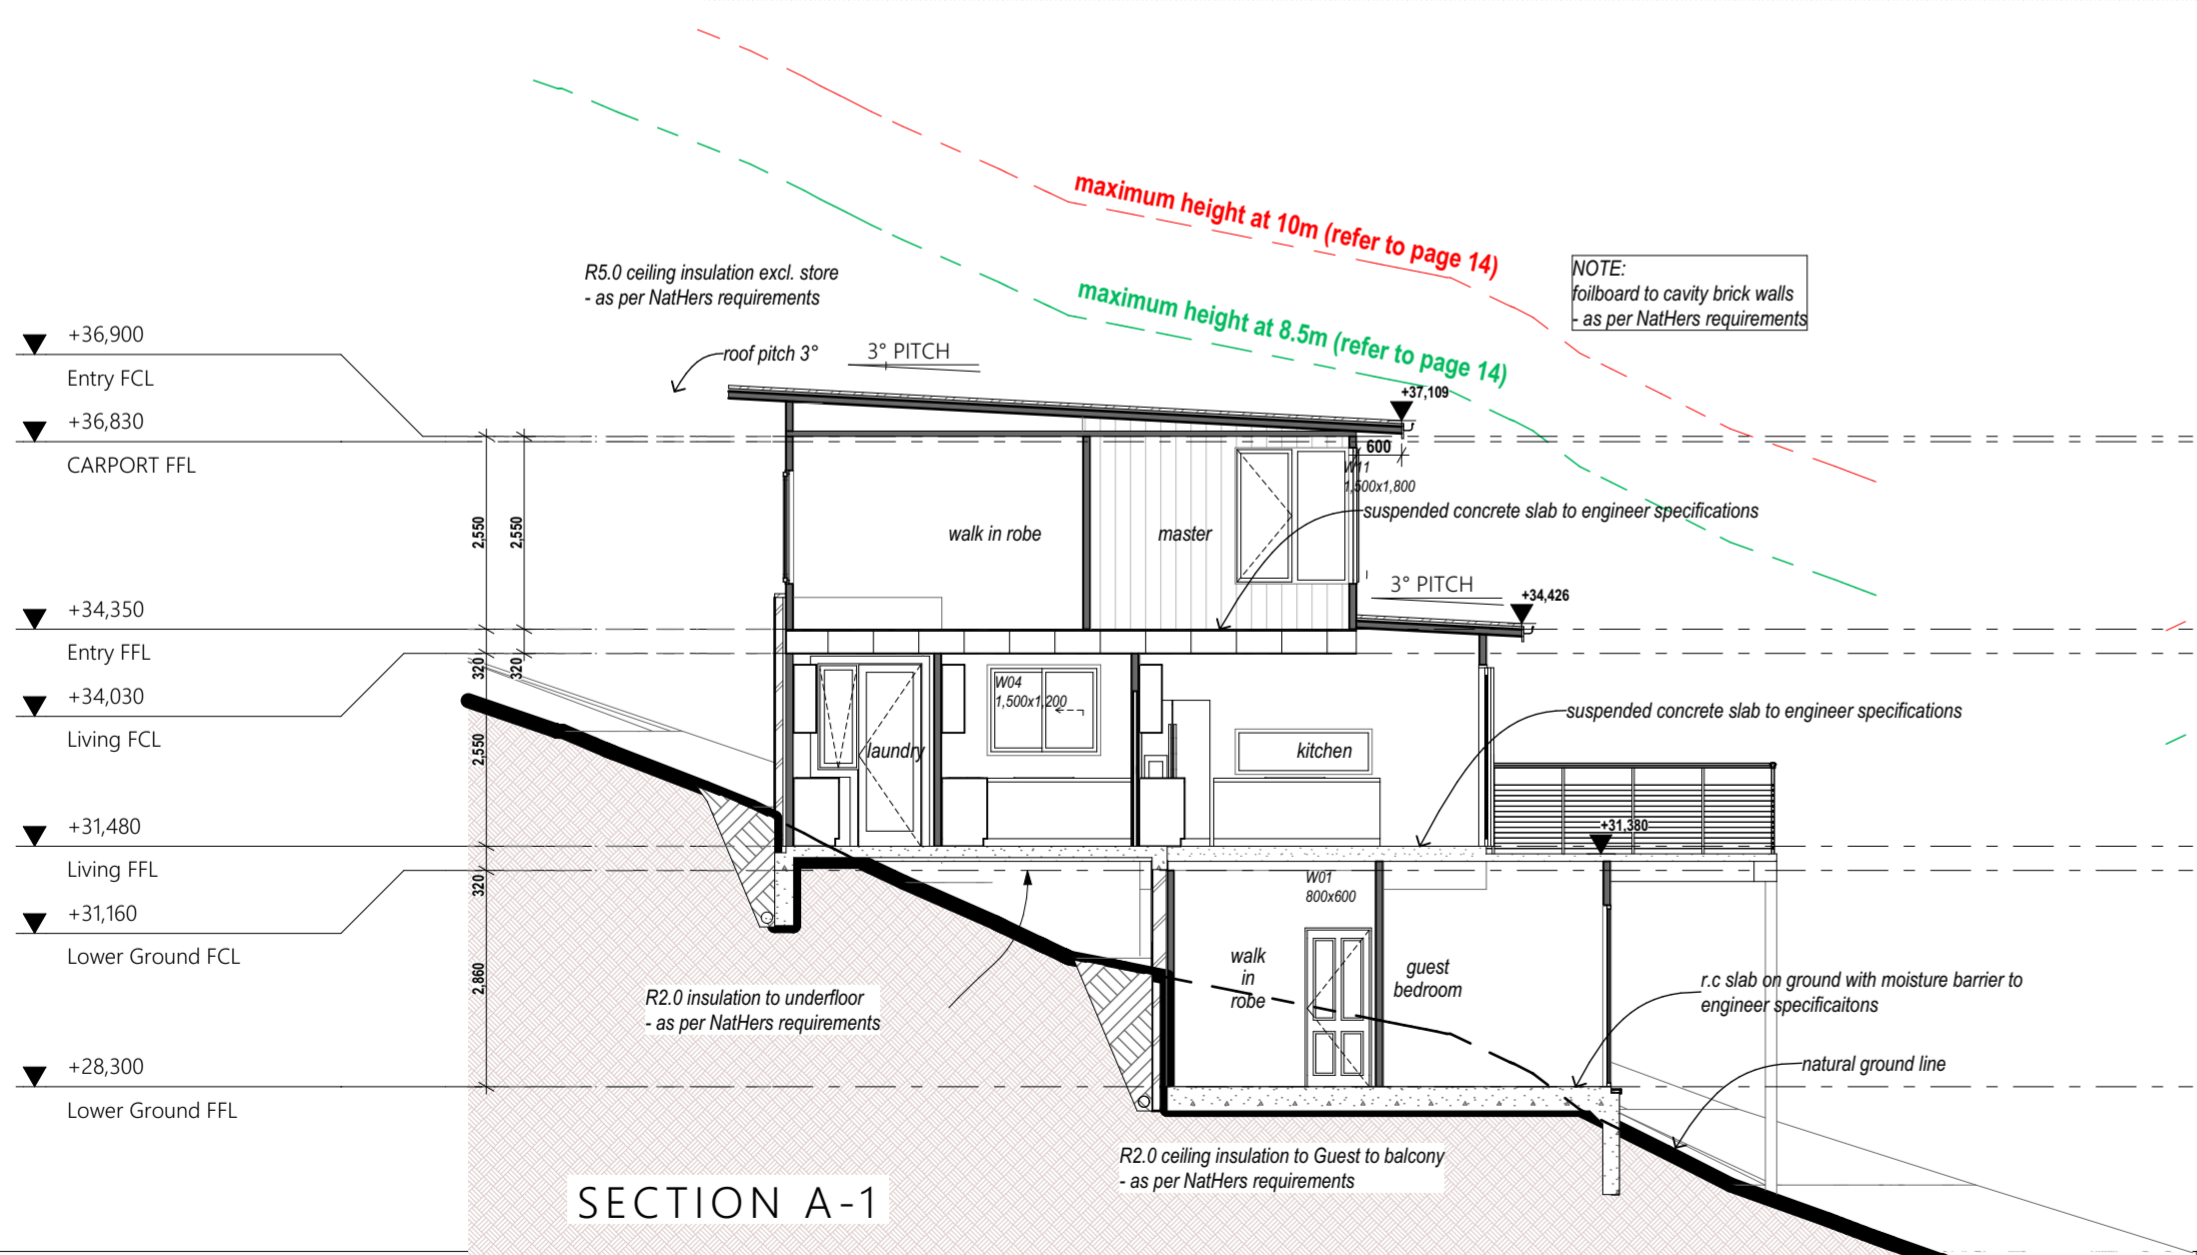 maximum height at 10m (refer to page 14)
R5.0 ceiling insulation excl. store
- as per NatHers requirements
NOTE:
foilboard to cavity brick walls
- as per NatHers requirements
maximum height at 8.5m (refer to page 14)
+36,900
Entry FCL
roof pitch 3°
3° PITCH
+37,109
+36,830
CARPORT FFL
600
W11
1,500x1,800
suspended concrete slab to engineer specifications
2,550
2,550
walk in robe
master
3° PITCH
+34,426
+34,350
Entry FFL
320
320
+34,030
Living FCL
W04
1,500x1,200
suspended concrete slab to engineer specifications
2,550
laundry
kitchen
+31,480
Living FFL
+31,380
320
+31,160
Lower Ground FCL
W01
800x600
2,860
walk
in
robe
guest
bedroom
R2.0 insulation to underfloor
- as per NatHers requirements
r.c slab on ground with moisture barrier to
engineer specificaitons
+28,300
Lower Ground FFL
natural ground line
R2.0 ceiling insulation to Guest to balcony
- as per NatHers requirements
SECTION A-1